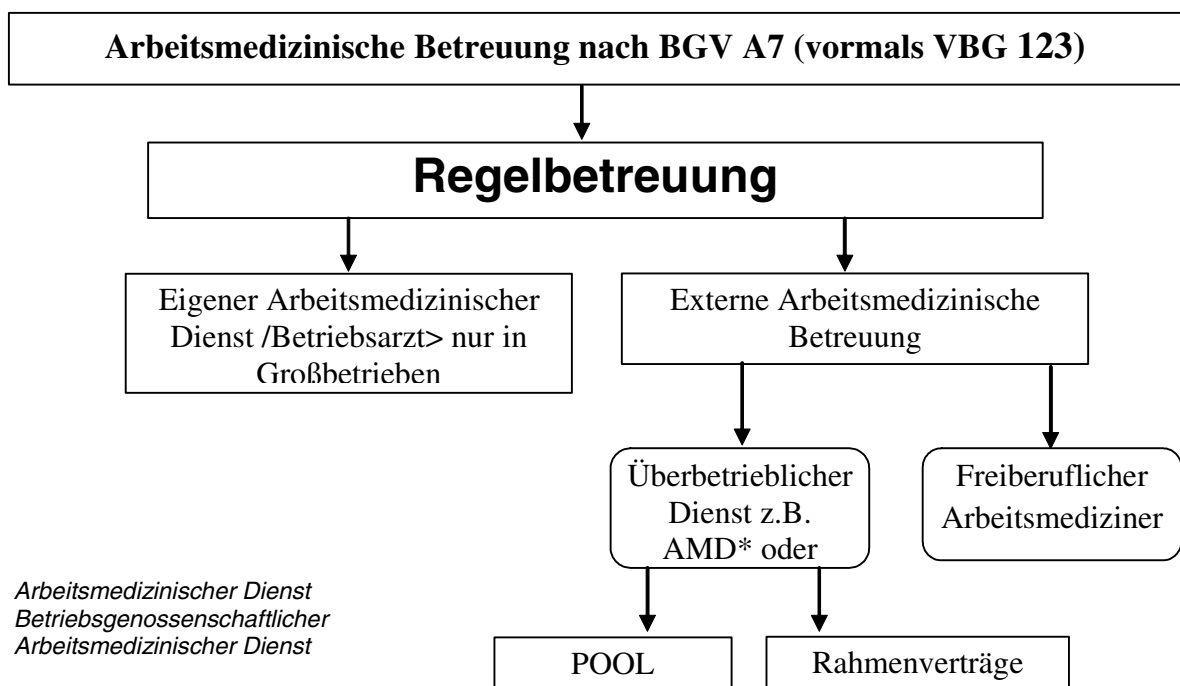 Arbeitsmedizinische Betreuung nach BGV A7 (vormals VBG 123)
Regelbetreuung
Eigener Arbeitsmedizinischer
Dienst /Betriebsarzt> nur in
Großbetrieben
Externe Arbeitsmedizinische
Betreuung
Überbetrieblicher
Dienst z.B.
AMD* oder
Freiberuflicher
Arbeitsmediziner
Arbeitsmedizinischer Dienst
Betriebsgenossenschaftlicher
Arbeitsmedizinischer Dienst
POOL
Rahmenverträge